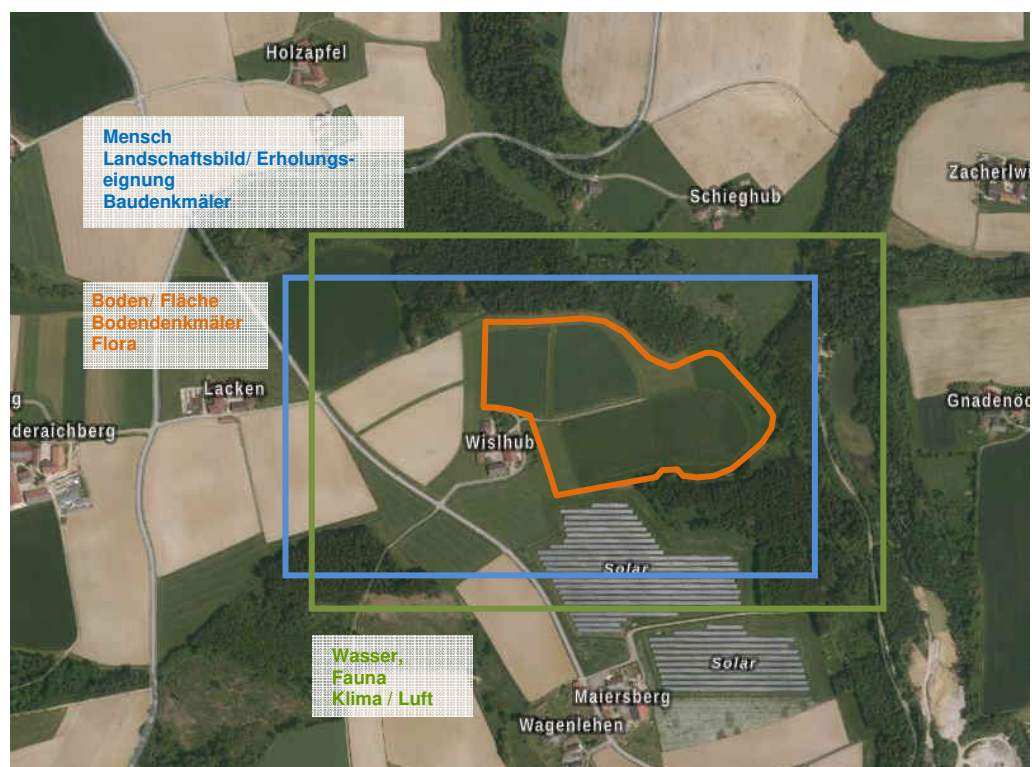 Holzapfel
Mensch
Landschaftsbild/ Erholungs-
eignung
Baudenkmäler
Zacherlwi
Schieghub
Boden/ Fläche
Bodendenkmäler
Flora
Lacken
g
Gnadenöd
deraichberg
Wislhub
Solar
Wasser,
Fauna
Klima / Luft
Solar
Maiersberg
Wagenlehen